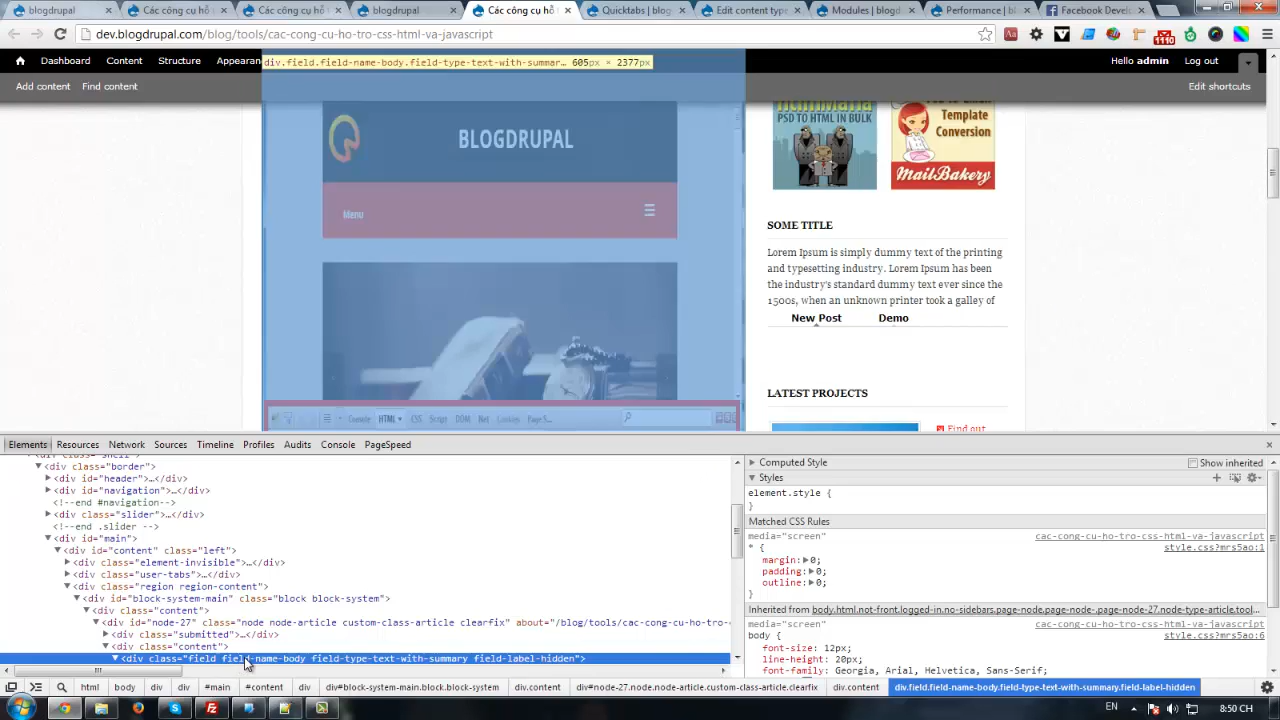 blogdrupal
Các công cụ hỗ
Các công cụ hỗ t
blogdrupal
Các công cụ hỗ t
Quicktabs | blog
Edit content type
Modules | blogd
Performance | bl
Facebook Develo
dev.blogdrupal.com/blog/tools/cac-cong-cu-ho-tro-css-html-va-javascript
1110
Dashboard Content Structure Appearan
Hello admin Log out
div.field.field-name-body.field-type-text-with-summar… 605px × 2377px
Add content Find content
Edit shortcuts
BLOGDRUPAL
Menu
PSD TO HTML IN BULK
Template
Conversion
MailBakery
SOME TITLE
Lorem Ipsum is simply dummy text of the printing
and typesetting industry. Lorem Ipsum has been
the industry's standard dummy text ever since the
1500s, when an unknown printer took a galley of
New Post Demo
LATEST PROJECTS
Find out
Console HTML CSS Script DOM Net Cookies Page S…
Elements Resources Network Sources Timeline Profiles Audits Console PageSpeed
<div class="border">
<div id="header">…</div>
<div id="navigation">…</div>
<!--end #navigation-->
<div class="slider">…</div>
<!--end .slider -->
<div id="main">
<div id="content" class="left">
<div class="element-invisible">…</div>
<div class="user-tabs">…</div>
<div class="region region-content">
<div id="block-system-main" class="block block-system">
<div class="content">
<div id="node-27" class="node node-article custom-class-article clearfix" about="/blog/tools/cac-cong-cu-ho-tro-
<div class="submitted">…</div>
<div class="content">
<div class="field field-name-body field-type-text-with-summary field-label-hidden">
Computed Style
Show inherited
Styles
element.style {
}
Matched CSS Rules
media="screen" cac-cong-cu-ho-tro-css-html-va-javascript
* { style.css?mrs5ao:1
margin: 0;
padding: 0;
outline: 0;
}
Inherited from body.html.not-front.logged-in.no-sidebars.page-node.page-node-.page-node-27.node-type-article.tool…
media="screen" cac-cong-cu-ho-tro-css-html-va-javascript
body { style.css?mrs5ao:6
font-size: 12px;
line-height: 20px;
font-family: Georgia, Arial, Helvetica, Sans-Serif;
html body div div #main #content div div#block-system-main.block.block-system div.content div#node-27.node.node-article.custom-class-article.clearfix div.content div.field.field-name-body.field-type-text-with-summary.field-label-hidden
EN 8:50 CH